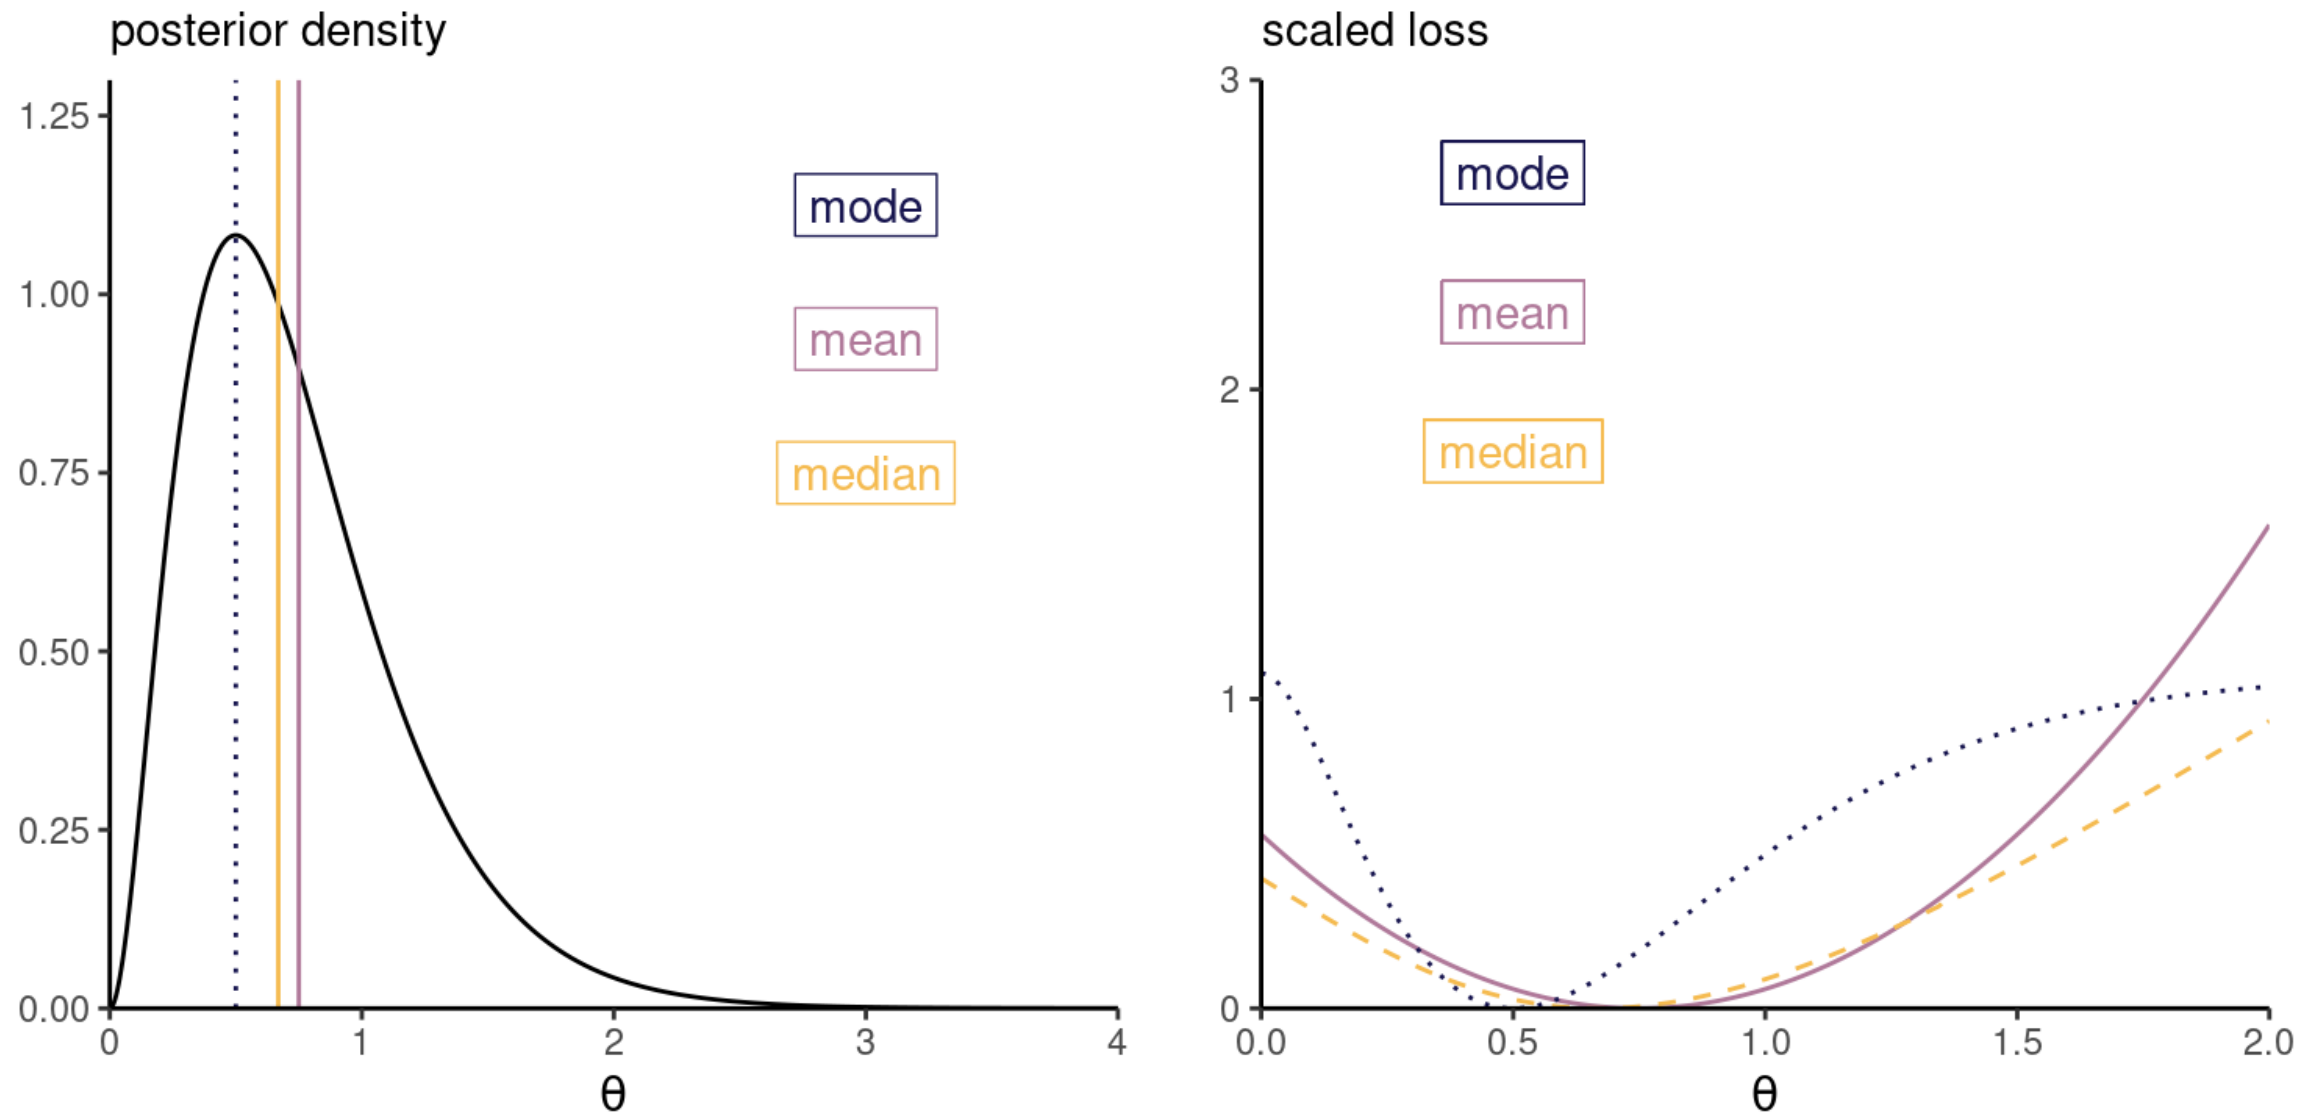 posterior density
1.25
1.00
0.75
0.50
0.25
0.00
0 1 2 3 4
θ
mode
mean
median
scaled loss
3
2
1
0
0.0 0.5 1.0 1.5 2.0
θ
mode
mean
median